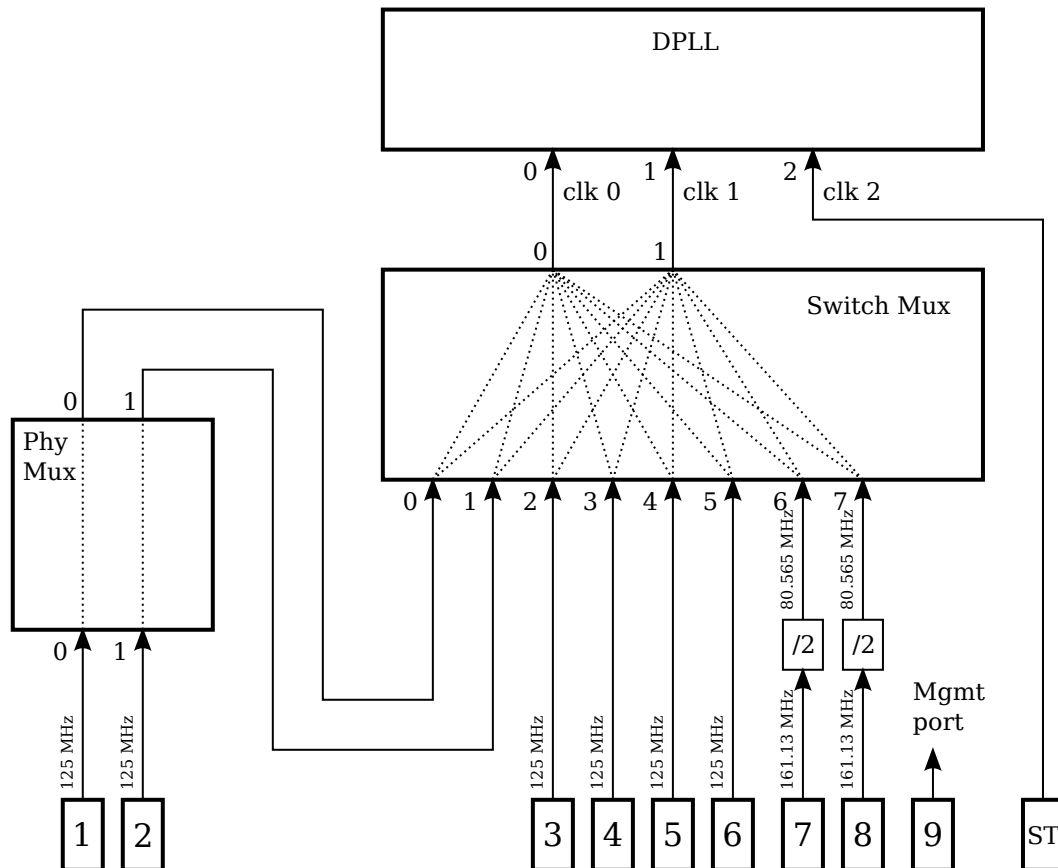 DPLL
0
1
2
clk 0
clk 1
clk 2
0
1
Switch Mux
0
1
Phy
Mux
0
1
2
3
4
5
6
7
80.565 MHz
80.565 MHz
0
1
/2
/2
Mgmt
port
125 MHz
125 MHz
125 MHz
125 MHz
125 MHz
125 MHz
161.13 MHz
161.13 MHz
1
2
3
4
5
6
7
8
9
ST